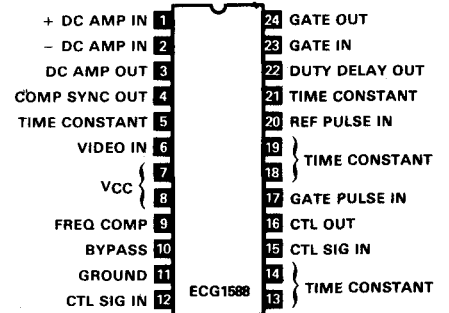 + DC AMP IN 1
− DC AMP IN 2
DC AMP OUT 3
COMP SYNC OUT 4
TIME CONSTANT 5
VIDEO IN 6
VCC 7
8
FREQ COMP 9
BYPASS 10
GROUND 11
CTL SIG IN 12
ECG1588
24 GATE OUT
23 GATE IN
22 DUTY DELAY OUT
21 TIME CONSTANT
20 REF PULSE IN
19
TIME CONSTANT
18
17 GATE PULSE IN
16 CTL OUT
15 CTL SIG IN
14
TIME CONSTANT
13